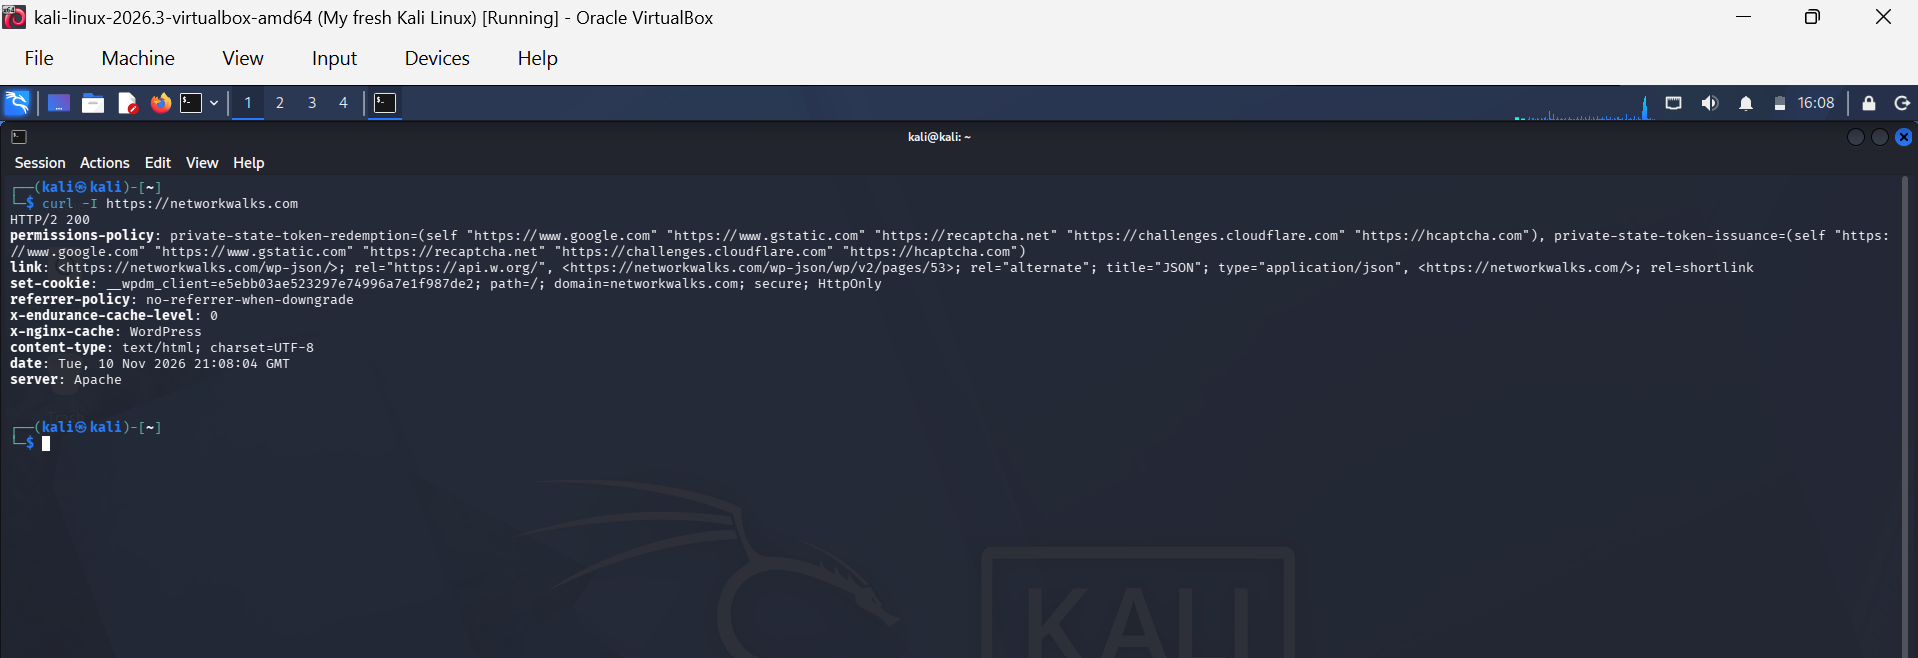 kali-linux-2026.3-virtualbox-amd64 (My fresh Kali Linux) [Running] - Oracle VirtualBox
File Machine View Input Devices Help
1 2 3 4 16:08
kali@kali: ~
Session Actions Edit View Help
┌──(kali㉿kali)-[~]
└─$ curl -I https://networkwalks.com
HTTP/2 200
permissions-policy: private-state-token-redemption=(self "https://www.google.com" "https://www.gstatic.com" "https://recaptcha.net" "https://challenges.cloudflare.com" "https://hcaptcha.com"), private-state-token-issuance=(self "https:
//www.google.com" "https://www.gstatic.com" "https://recaptcha.net" "https://challenges.cloudflare.com" "https://hcaptcha.com")
link: <https://networkwalks.com/wp-json/>; rel="https://api.w.org/", <https://networkwalks.com/wp-json/wp/v2/pages/53>; rel="alternate"; title="JSON"; type="application/json", <https://networkwalks.com/>; rel=shortlink
set-cookie: __wpdm_client=e5ebb03ae523297e74996a7e1f987de2; path=/; domain=networkwalks.com; secure; HttpOnly
referrer-policy: no-referrer-when-downgrade
x-endurance-cache-level: 0
x-nginx-cache: WordPress
content-type: text/html; charset=UTF-8
date: Tue, 10 Nov 2026 21:08:04 GMT
server: Apache
┌──(kali㉿kali)-[~]
└─$
KALI